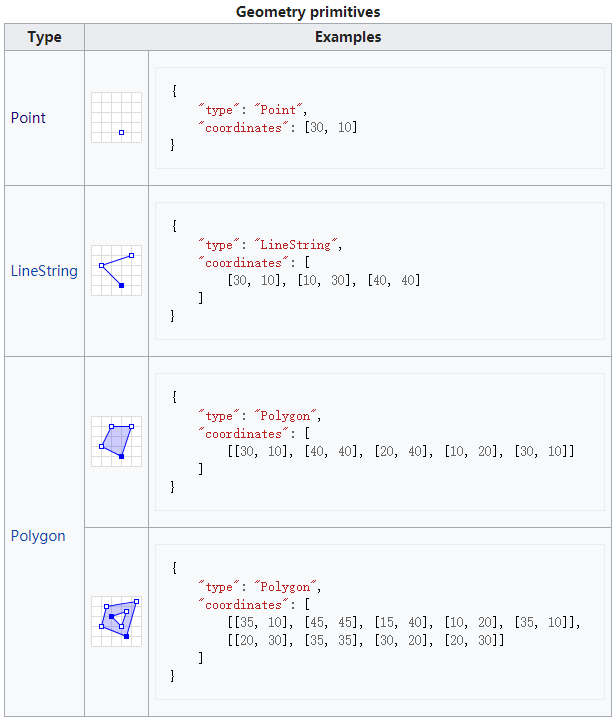 Geometry primitives
Type Examples
Point
{
"type": "Point",
"coordinates": [30, 10]
}
LineString
{
"type": "LineString",
"coordinates": [
[30, 10], [10, 30], [40, 40]
]
}
Polygon
{
"type": "Polygon",
"coordinates": [
[[30, 10], [40, 40], [20, 40], [10, 20], [30, 10]]
]
}
{
"type": "Polygon",
"coordinates": [
[[35, 10], [45, 45], [15, 40], [10, 20], [35, 10]],
[[20, 30], [35, 35], [30, 20], [20, 30]]
]
}